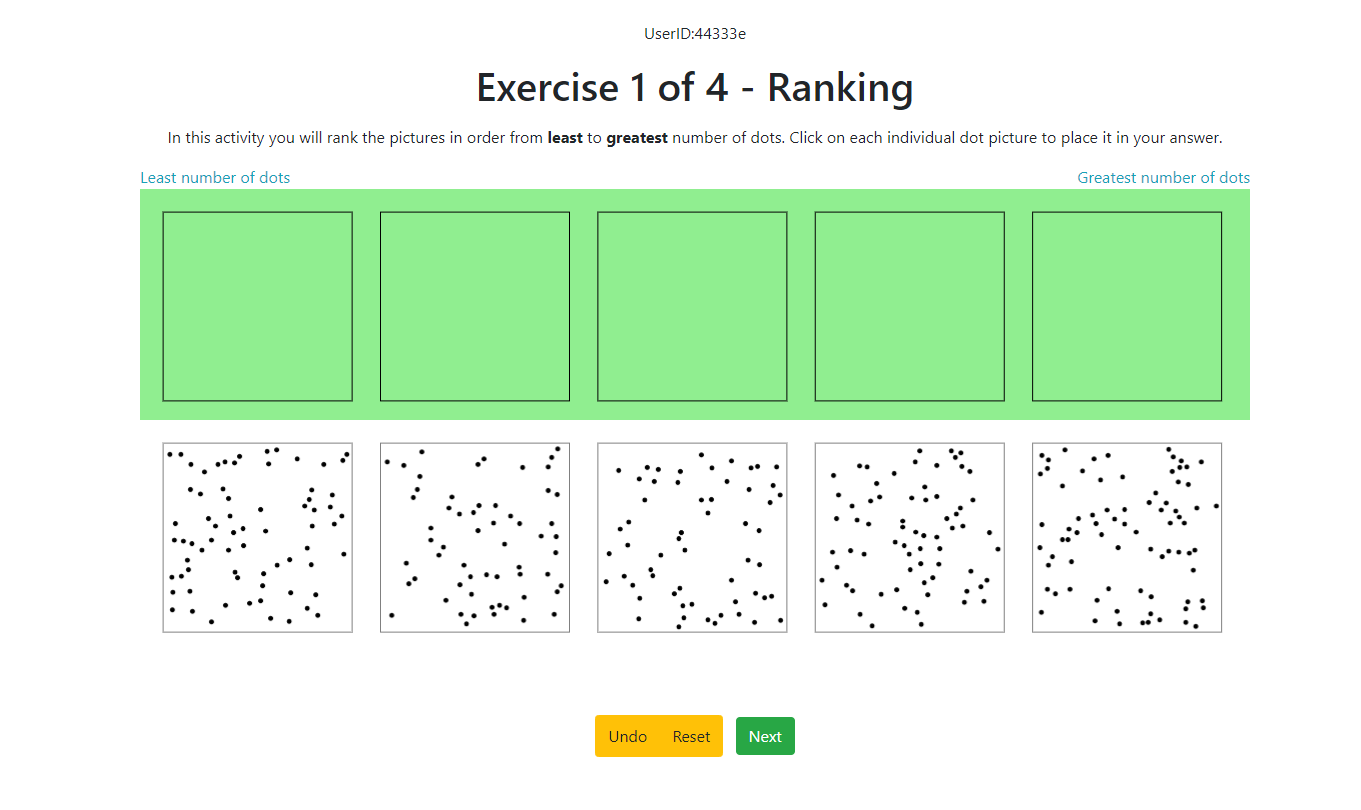 UserID:44333e
Exercise 1 of 4 - Ranking
In this activity you will rank the pictures in order from least to greatest number of dots. Click on each individual dot picture to place it in your answer.
Least number of dots
Greatest number of dots
Undo
Reset
Next